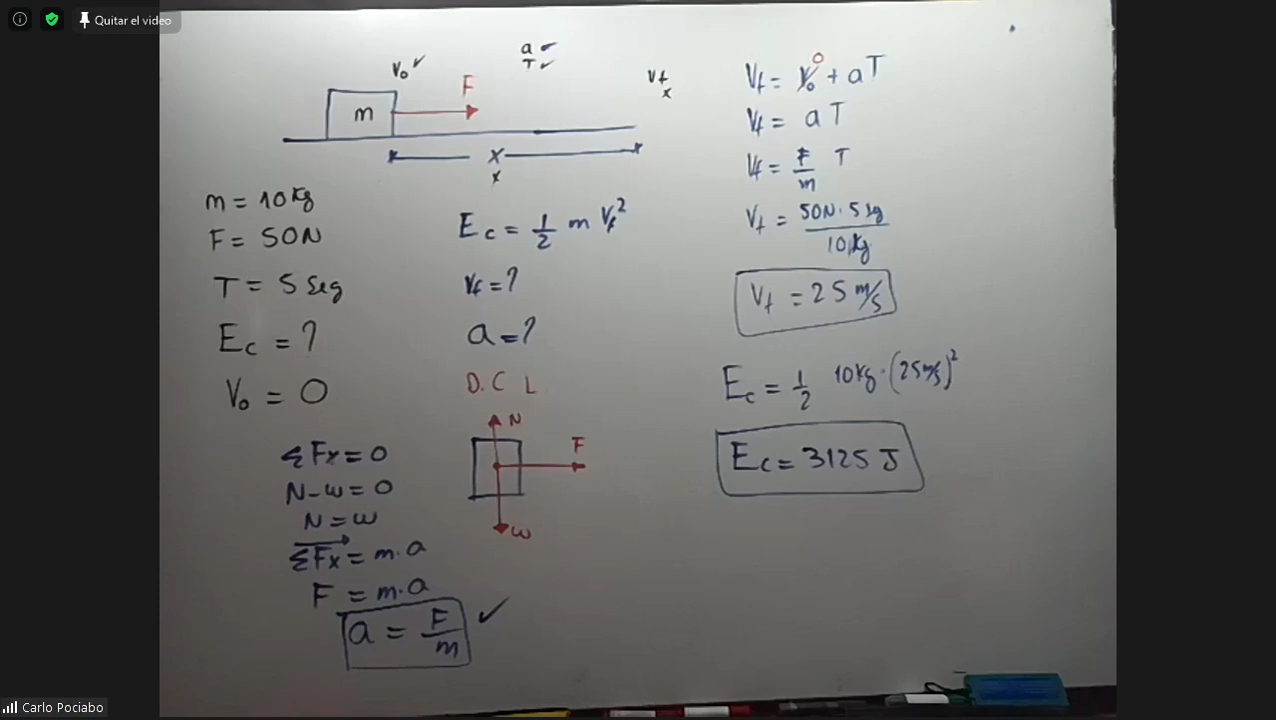 Quitar el video
V₀ ✓
a ✓
T ✓
Vf
x
F
m
X
x
m = 10 Kg
F = 50N
T = 5 Seg
Ec = ?
V₀ = 0
ΣFx = 0
N - w = 0
N = w
ΣFx = m.a
F = m.a
a = F/m ✓
Ec = 1/2 m Vf²
Vf = ?
a = ?
D. C L
N
F
w
Vf = V₀ + aT
0
Vf = aT
Vf = F/m T
Vf = 50N. 5 Sg / 10 Kg
Vf = 25 m/s
Ec = 1/2 10 Kg . (25 m/s)²
Ec = 3125 J
Carlo Pociabo